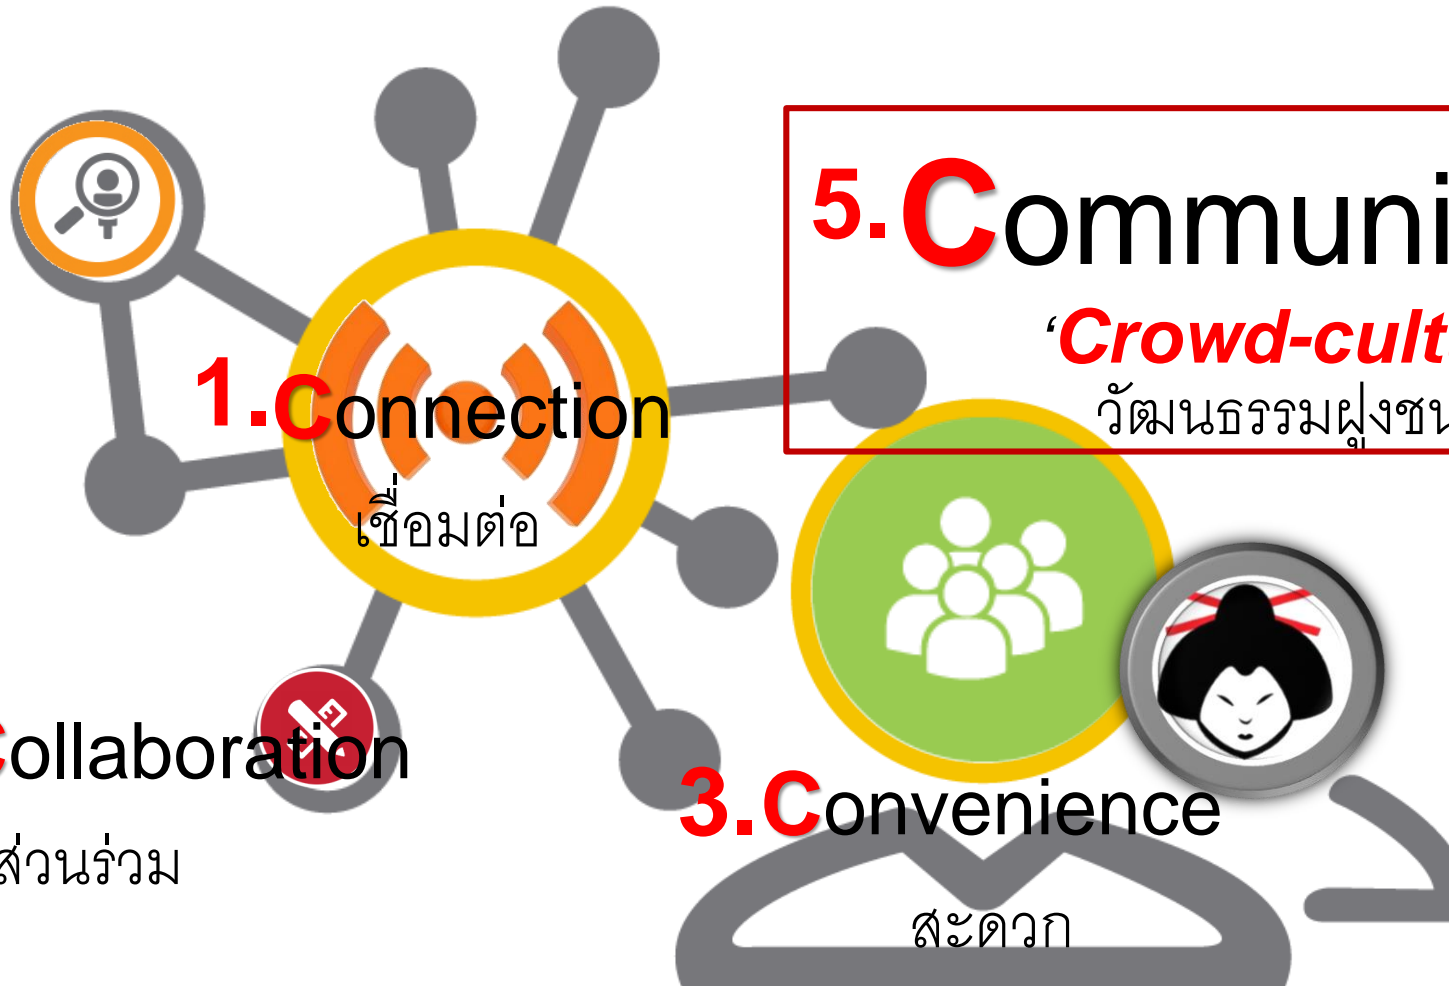 5. Communi
‘Crowd-cult
วัฒนธรรมฝูงชน
1.Connection
เชื่อมต่อ
Collaboration
ส่วนร่วม
3.Convenience
สะดวก